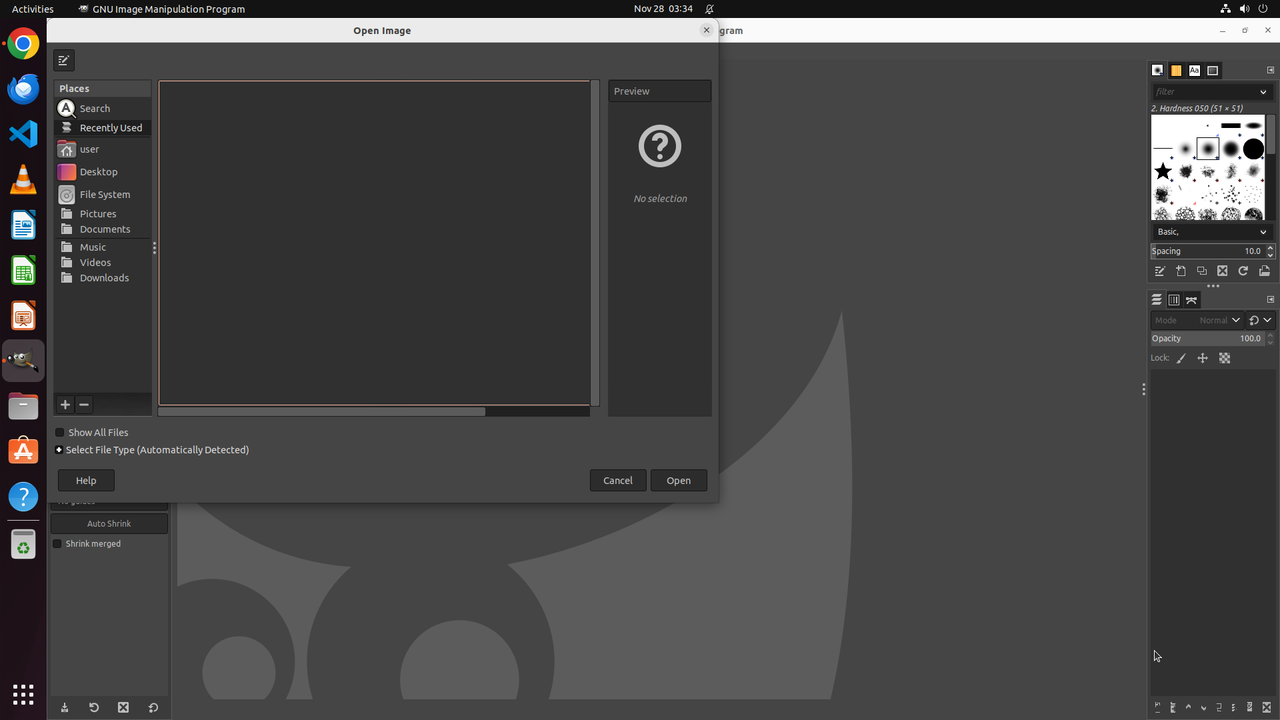 Activities
GNU Image Manipulation Program
Nov 28 03:34
Open Image
gram
Places
Search
Recently Used
user
Desktop
File System
Pictures
Documents
Music
Videos
Downloads
Preview
No selection
Show All Files
Select File Type (Automatically Detected)
Help
Cancel
Open
Auto Shrink
Shrink merged
Aa
filter
2. Hardness 050 (51 × 51)
Basic,
Spacing 10.0
Mode Normal
Opacity 100.0
Lock: